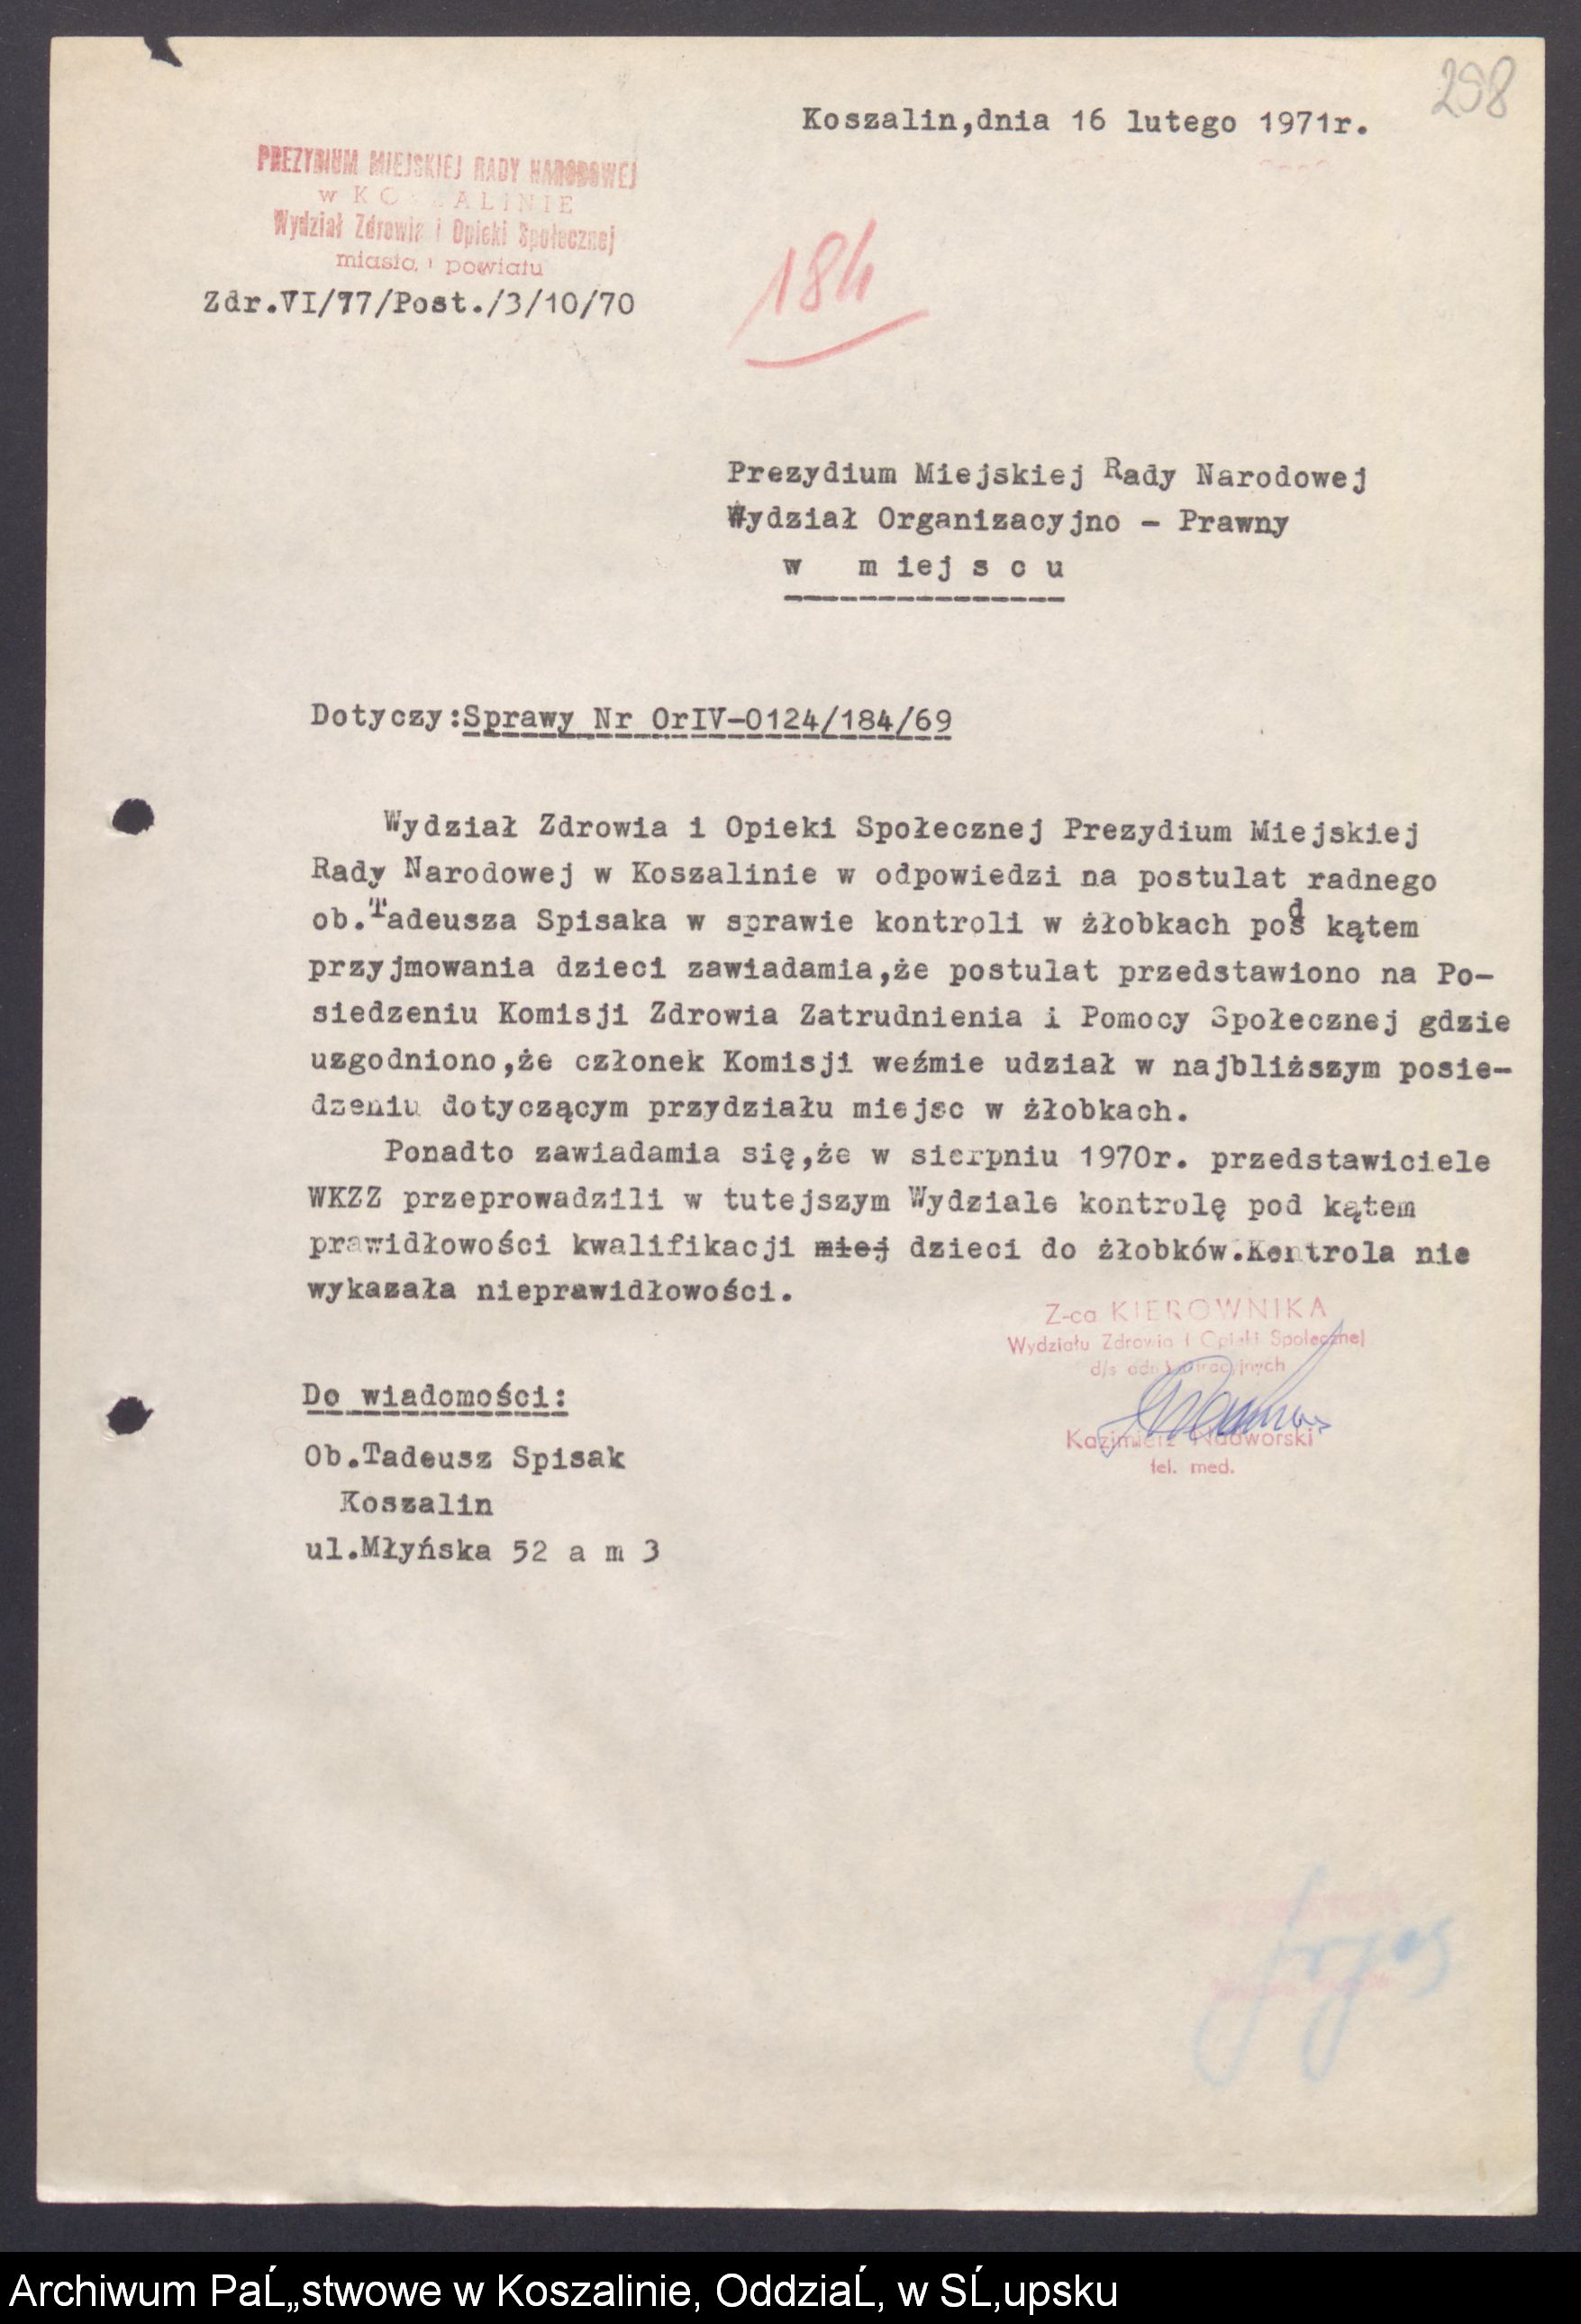 298
Koszalin,dnia 16 lutego 1971r.
PREZYDIUM MIEJSKIEJ RADY NARODOWEJ
w KOSZALINIE
Wydział Zdrowia i Opieki Społecznej
miasta i powiatu
184
Zdr.VI/77/Post./3/10/70
Prezydium Miejskiej Rady Narodowej
Wydział Organizacyjno - Prawny
w m iej s c u
Dotyczy:Sprawy Nr OrIV-0124/184/69
Wydział Zdrowia i Opieki Społecznej Prezydium Miejskiej
Rady Narodowej w Koszalinie w odpowiedzi na postulat radnego
ob.Tadeusza Spisaka w sprawie kontroli w żłobkach pod kątem
przyjmowania dzieci zawiadamia,że postulat przedstawiono na Po-
siedzeniu Komisji Zdrowia Zatrudnienia i Pomocy Społecznej gdzie
uzgodniono,że członek Komisji weźmie udział w najbliższym posie-
dzeniu dotyczącym przydziału miejsc w żłobkach.
Ponadto zawiadamia się,że w sierpniu 1970r. przedstawiciele
WKZZ przeprowadzili w tutejszym Wydziale kontrolę pod kątem
prawidłowości kwalifikacji miej dzieci do żłobków.Kontrola nie
wykazała nieprawidłowości.
Z-ca KIEROWNIKA
Wydziału Zdrowia i Opieki Społecznej
d/s administracyjnych
Kazimierz Nadworski
fel. med.
Do wiadomości:
Ob.Tadeusz Spisak
Koszalin
ul.Młyńska 52 a m 3
Archiwum PaĹ„stwowe w Koszalinie, OddziaĹ‚ w SĹ‚upsku